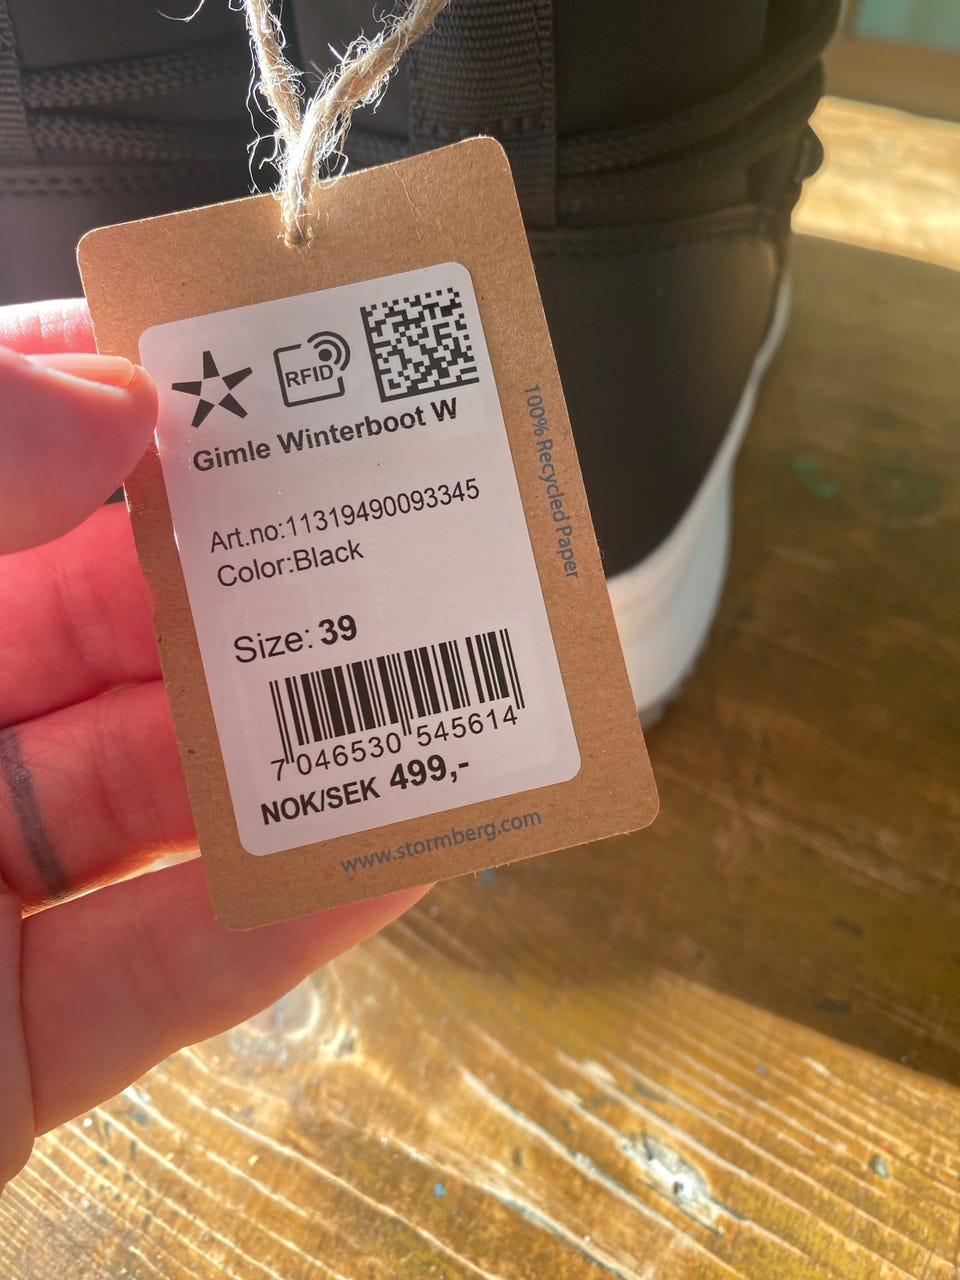 RFID
Gimle Winterboot W
Art.no:11319490093345
Color:Black
Size: 39
7 046530 545614
NOK/SEK 499,-
www.stormberg.com
100% Recycled Paper